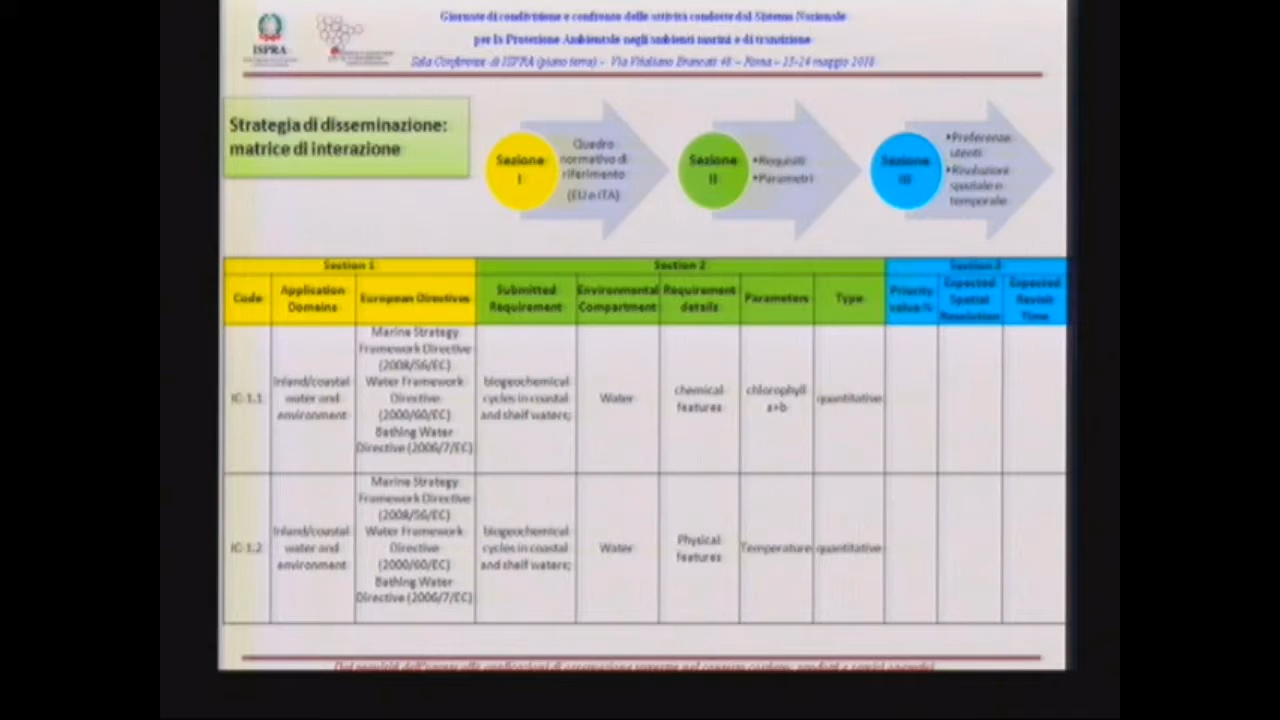 Giornate di condivisione e confronto delle attività condotte dal Sistema Nazionale
per la Protezione Ambientale negli ambienti marini e di transizione
Sala Conferenze di ISPRA (piano terra) - Via Vitaliano Brancati 48 - Roma - 23-24 maggio 2018
ISPRA
Strategia di disseminazione:
matrice di interazione
Sezione
I
Quadro
normativo di
riferimento
(EU e ITA)
Sezione
II
•Requisiti
•Parametri
Sezione
III
•Preferenze
utenti
•Risoluzioni
spaziale e
temporale
Section 1
Section 2
Section 3
Code
Application
Domains
European Directives
Submitted
Requirement
Environmental
Compartment
Requirement
details
Parameters
Type
Priority
Expected
Spatial
Resolution
Expected
Revisit
Time
IC-1.1
Inland/coastal
water and
environment
Marine Strategy
Framework Directive
(2008/56/EC)
Water Framework
Directive
(2000/60/EC)
Bathing Water
Directive (2006/7/EC)
biogeochemical
cycles in coastal
and shelf waters;
Water
chemical
features
chlorophyll
a+b
quantitative
IC-1.2
Inland/coastal
water and
environment
Marine Strategy
Framework Directive
(2008/56/EC)
Water Framework
Directive
(2000/60/EC)
Bathing Water
Directive (2006/7/EC)
biogeochemical
cycles in coastal
and shelf waters;
Water
Physical
features
Temperature
quantitative